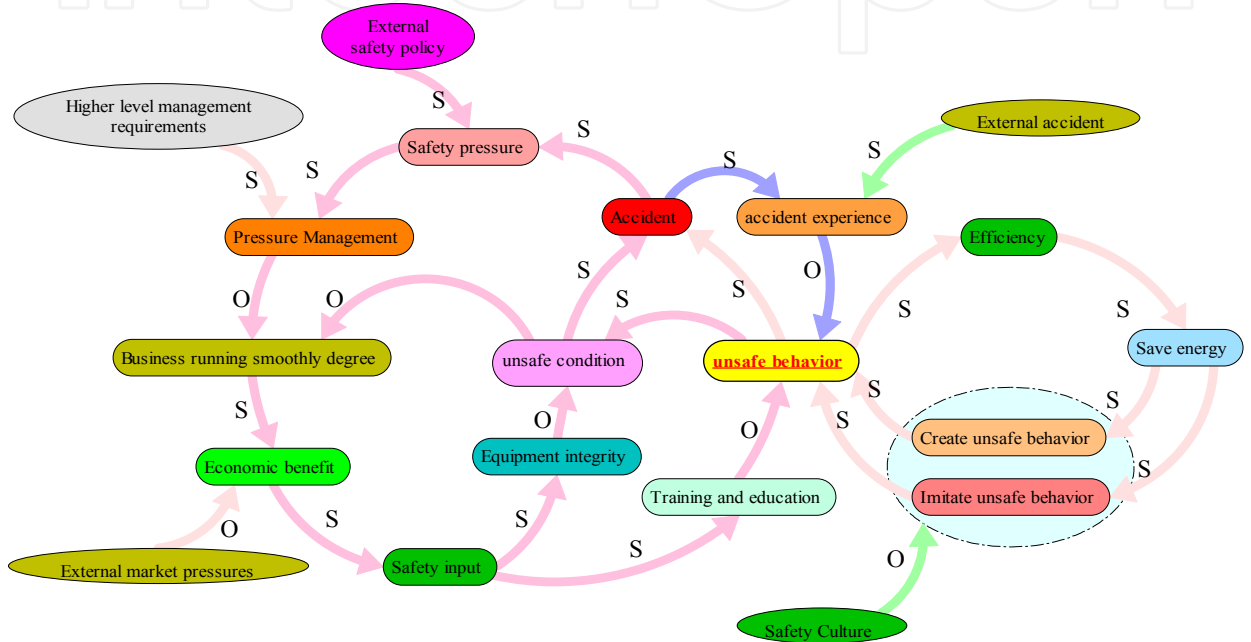 intechopen
External
safety policy
Higher level management
requirements
S
External accident
S
Safety pressure
S
S
S
S
S
Accident
accident experience
Pressure Management
Efficiency
O
S
O
O
S
S
S
S
Business running smoothly degree
unsafe condition
unsafe behavior
Save energy
S
S
S
O
S
Create unsafe behavior
O
Economic benefit
Equipment integrity
S
Training and education
Imitate unsafe behavior
S
S
O
S
External market pressures
Safety input
O
Safety Culture